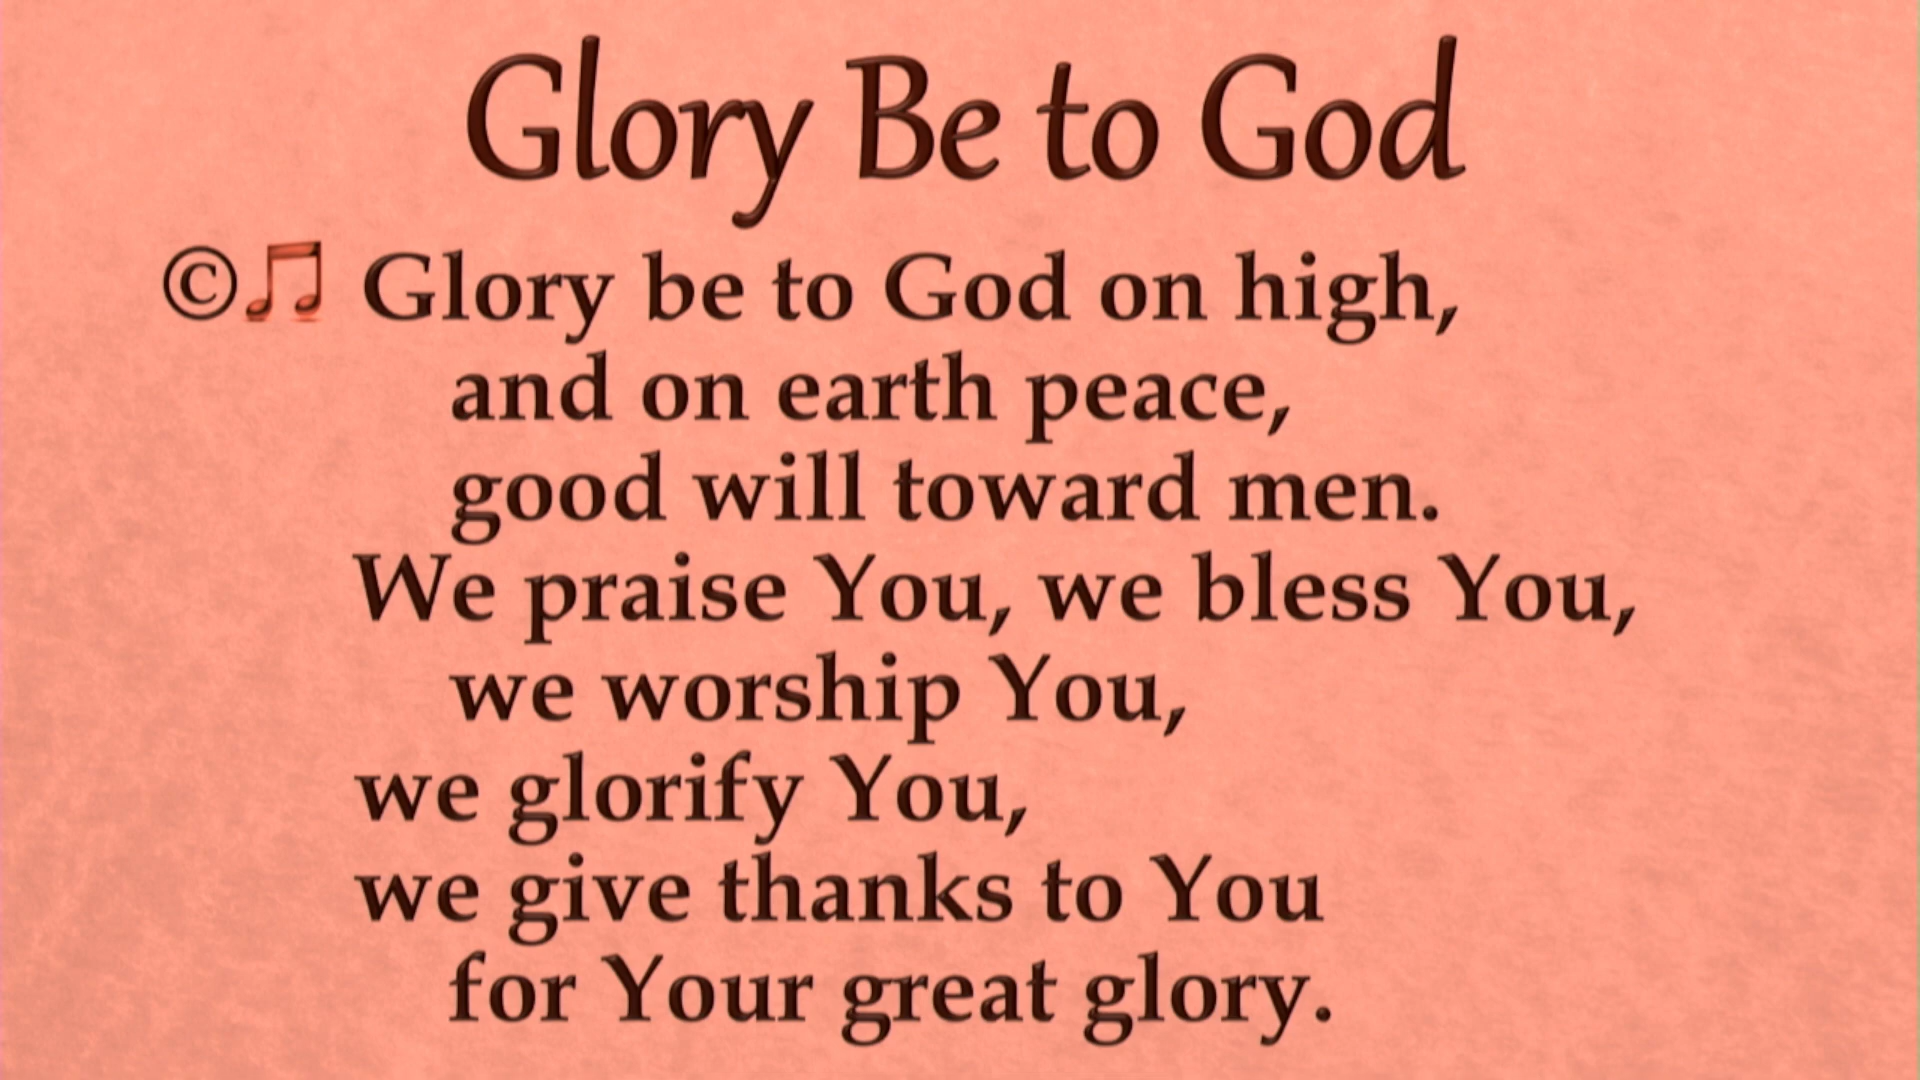 Glory Be to God
©♫ Glory be to God on high,
and on earth peace,
good will toward men.
We praise You, we bless You,
we worship You,
we glorify You,
we give thanks to You
for Your great glory.